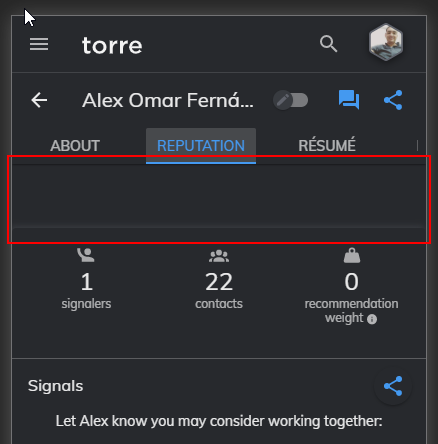 torre
Alex Omar Ferná...
ABOUT REPUTATION RÉSUMÉ
1 22 0
signalers contacts recommendation
weight
Signals
Let Alex know you may consider working together: